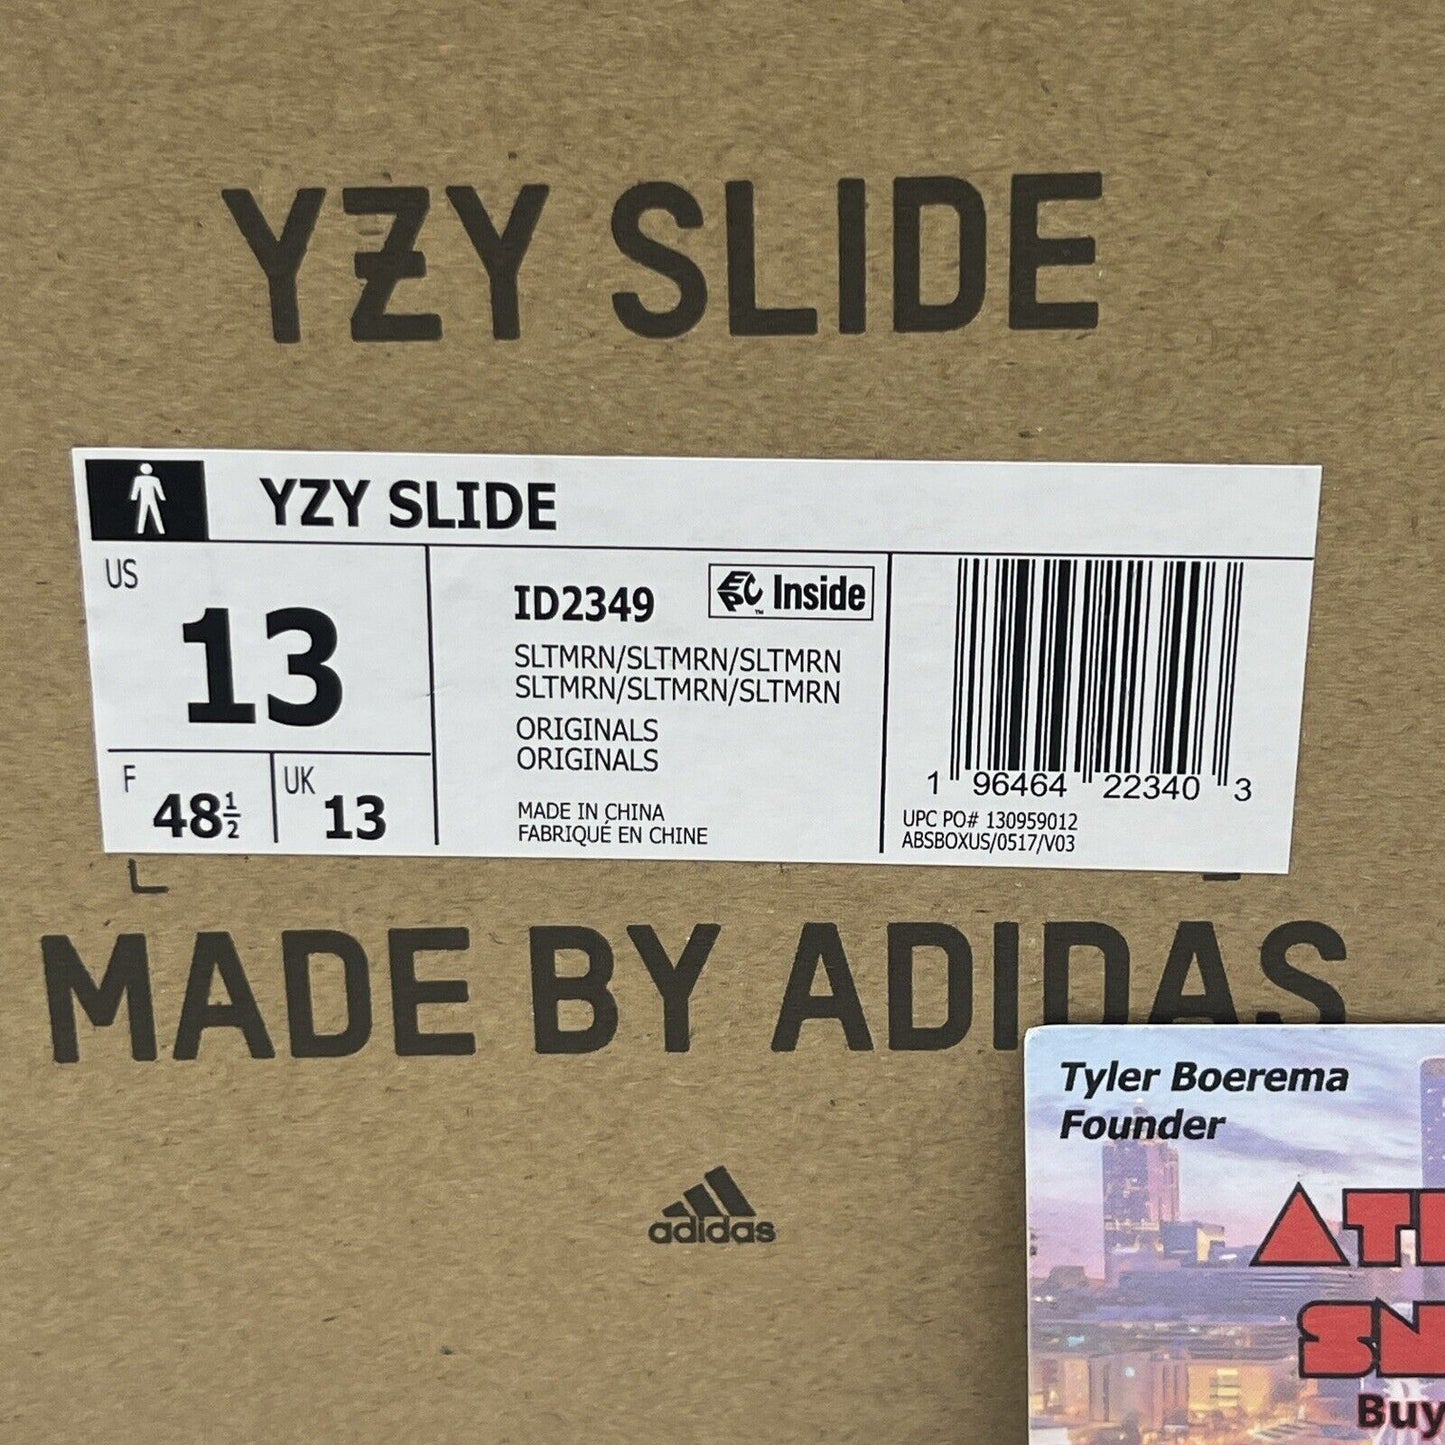 YZY SLIDE
YZY SLIDE
US
13
F
48½
UK
13
ID2349
EPC™ Inside
SLTMRN/SLTMRN/SLTMRN
SLTMRN/SLTMRN/SLTMRN
ORIGINALS
ORIGINALS
MADE IN CHINA
FABRIQUÉ EN CHINE
1 96464 22340 3
UPC PO# 130959012
ABSBOXUS/0517/V03
MADE BY ADIDAS
adidas
Tyler Boerema
Founder
Buy